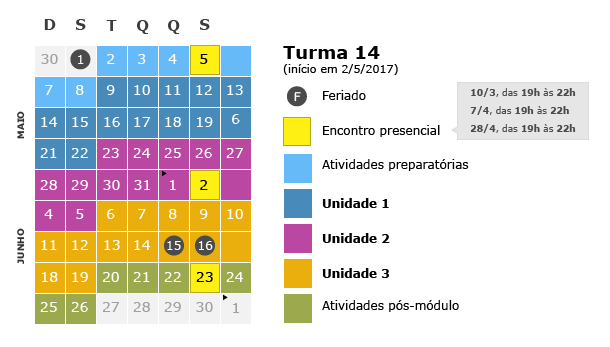 D S T Q Q S
30 1 2 3 4 5
7 8 9 10 11 12 13
14 15 16 17 18 19 6
21 22 23 24 25 26 27
28 29 30 31 1 2
4 5 6 7 8 9 10
11 12 13 14 15 16
18 19 20 21 22 23 24
25 26 27 28 29 30 1
MAIO
JUNHO
Turma 14
(início em 2/5/2017)
F Feriado
Encontro presencial
10/3, das 19h às 22h
7/4, das 19h às 22h
28/4, das 19h às 22h
Atividades preparatórias
Unidade 1
Unidade 2
Unidade 3
Atividades pós-módulo